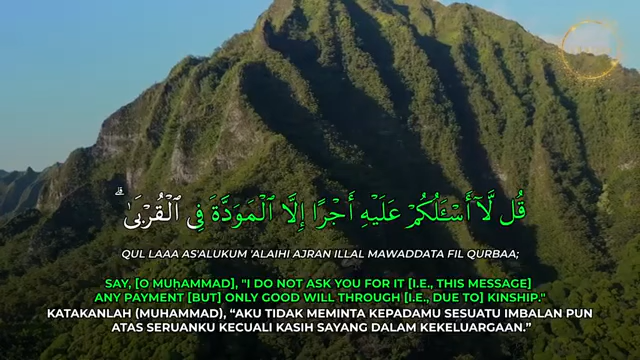 قُل لَّآ أَسْـَٔلُكُمْ عَلَيْهِ أَجْرًا إِلَّا ٱلْمَوَدَّةَ فِى ٱلْقُرْبَىٰ ۗ
QUL LAAA AS'ALUKUM 'ALAIHI AJRAN ILLAL MAWADDATA FIL QURBAA;
SAY, [O MUḥAMMAD], "I DO NOT ASK YOU FOR IT [I.E., THIS MESSAGE]
ANY PAYMENT [BUT] ONLY GOOD WILL THROUGH [I.E., DUE TO] KINSHIP."
KATAKANLAH (MUHAMMAD), “AKU TIDAK MEMINTA KEPADAMU SESUATU IMBALAN PUN
ATAS SERUANKU KECUALI KASIH SAYANG DALAM KEKELUARGAAN.”